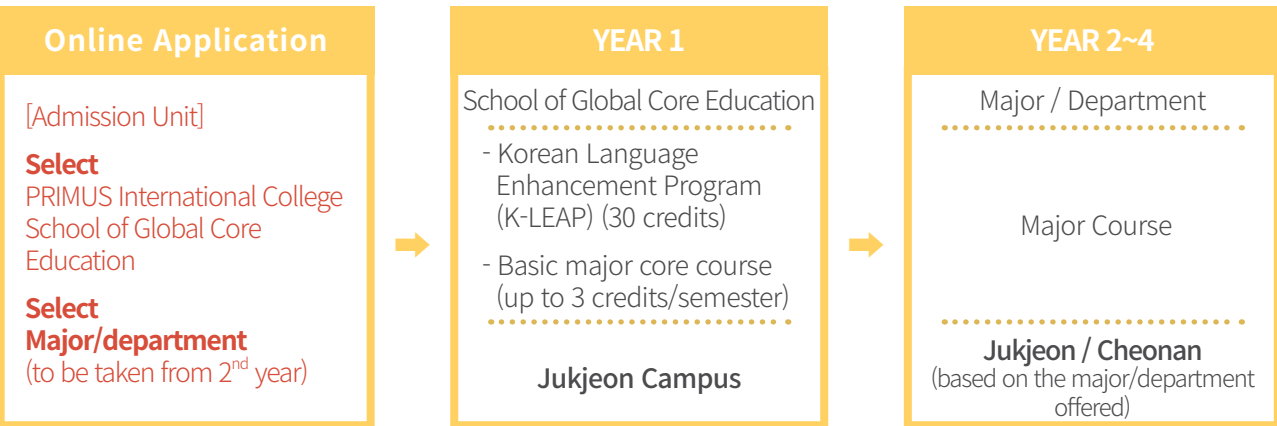 Online Application
[Admission Unit]
Select
PRIMUS International College
School of Global Core
Education
Select
Major/department
(to be taken from 2nd year)
YEAR 1
School of Global Core Education
- Korean Language
Enhancement Program
(K-LEAP) (30 credits)
- Basic major core course
(up to 3 credits/semester)
Jukjeon Campus
YEAR 2~4
Major / Department
Major Course
Jukjeon / Cheonan
(based on the major/department
offered)